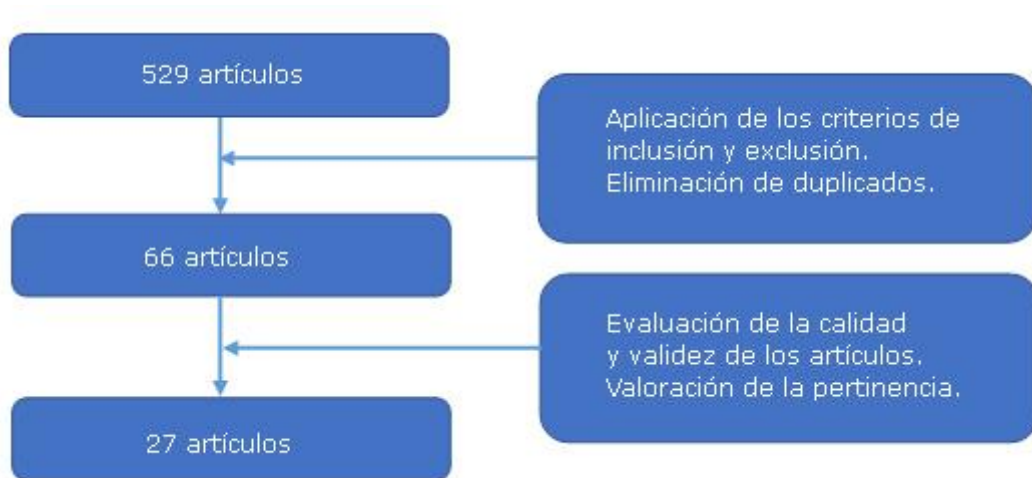 529 artículos
Aplicación de los criterios de
inclusión y exclusión.
Eliminación de duplicados.
66 artículos
Evaluación de la calidad
y validez de los artículos.
Valoración de la pertinencia.
27 artículos